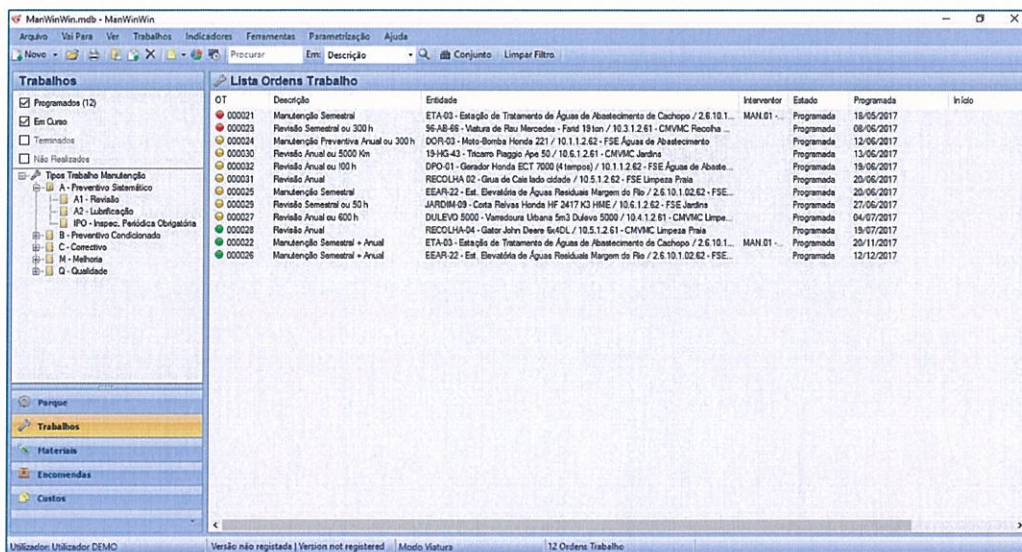 ManWinWin.mdb - ManWinWin
Arquivo Vai Para Ver Trabalhos Indicadores Ferramentas Parametrização Ajuda
Novo Procurar Em: Descrição Conjunto Limpar Filtro
Trabalhos
Programados (12)
Em Curso
Terminados
Não Realizados
Tipos Trabalho Manutenção
A - Preventivo Sistemático
A1 - Revisão
A2 - Lubrificação
IPO - Inspec. Periódica Obrigatória
B - Preventivo Condicionado
C - Correctivo
M - Melhoria
Q - Qualidade
Parque
Trabalhos
Materiais
Encomendas
Custos
Lista Ordens Trabalho
OT Descrição Entidade Interventor Estado Programada Início
000021 Manutenção Semestral ETA-03 - Estação de Tratamento de Águas de Abastecimento de Cachopo / 2.6.10.1... MAN.01 -... Programada 18/05/2017
000023 Revisão Semestral ou 300 h 56-AB-66 - Viatura de Rsu Mercedes - Farid 19 ton / 10.3.1.2.61 - CMVMC Recolha ... Programada 08/06/2017
000024 Manutenção Preventiva Anual ou 300 h DOR-03 - Moto-Bomba Honda 221 / 10.1.1.2.62 - FSE Águas de Abastecimento Programada 12/06/2017
000030 Revisão Anual ou 5000 Km 19-HG-43 - Tricarro Piaggio Ape 50 / 10.6.1.2.61 - CMVMC Jardins Programada 13/06/2017
000032 Revisão Anual ou !00 h DPO-01 - Gerador Honda ECT 7000 (4 tempos) / 10.1.1.2.62 - FSE Águas de Abaste... Programada 19/06/2017
000031 Revisão Anual RECOLHA 02 - Grua de Cais lado cidade / 10.5.1.2.62 - FSE Limpeza Praia Programada 20/06/2017
000025 Manutenção Semestral EEAR-22 - Est. Elevatória de Águas Residuais Margem do Rio / 2.6.10.1.02.62 - FSE... Programada 20/06/2017
000029 Revisão Semestral ou 50 h JARDIM-09 - Corta Relvas Honda HF 2417 K3 HME / 10.6.1.2.62 - FSE Jardins Programada 27/06/2017
000027 Revisão Anual ou 600 h DULEVO 5000 - Varredoura Urbana 5m3 Dulevo 5000 / 10.4.1.2.61 - CMVMC Limpe... Programada 04/07/2017
000028 Revisão Anual RECOLHA-04 - Gator John Deere 6x4DL / 10.5.1.2.61 - CMVMC Limpeza Praia Programada 19/07/2017
000022 Manutenção Semestral + Anual ETA-03 - Estação de Tratamento de Águas de Abastecimento de Cachopo / 2.6.10.1... MAN.01 -... Programada 20/11/2017
000026 Manutenção Semestral + Anual EEAR-22 - Est. Elevatória de Águas Residuais Margem do Rio / 2.6.10.1.02.62 - FSE... Programada 12/12/2017
Utilizador: Utilizador DEMO Versão não registada | Version not registered Modo Viatura 12 Ordens Trabalho